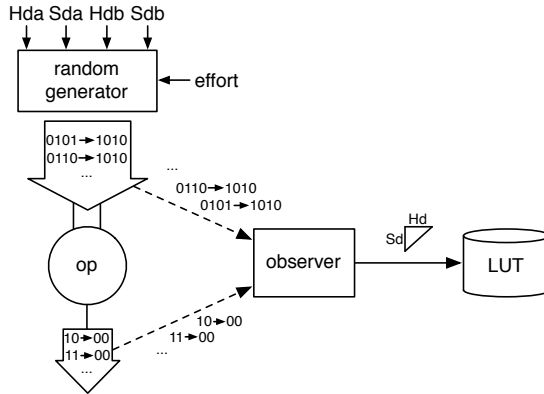 Hda Sda Hdb Sdb
random
generator
effort
0101→1010
0110→1010
...
...
0110→1010
0101→1010
op
observer
Hd
Sd
LUT
10→00
11→00
...
10→00
11→00
...